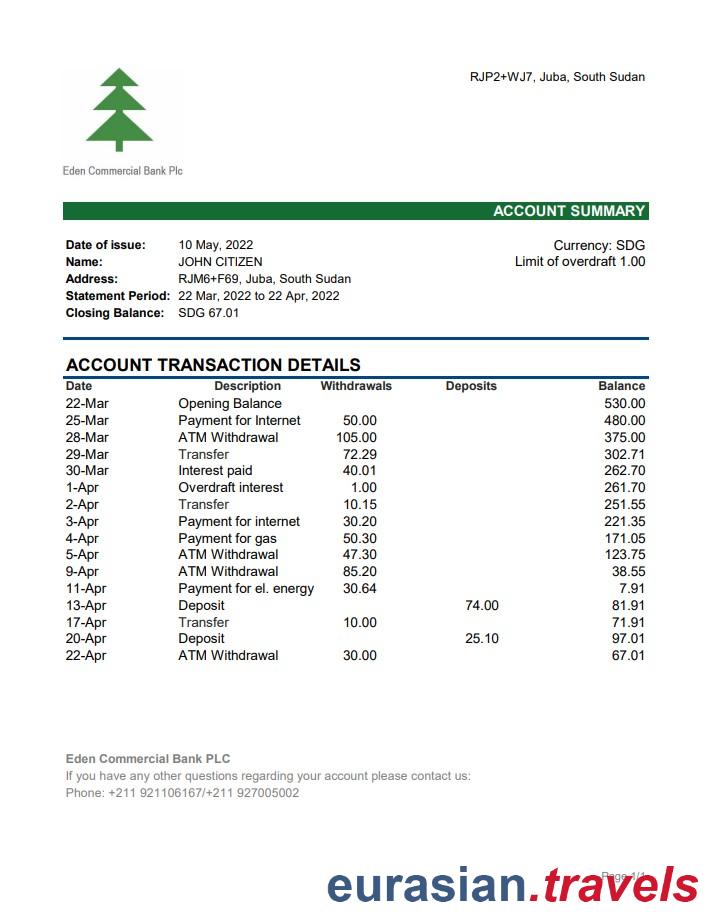 RJP2+WJ7, Juba, South Sudan
Eden Commercial Bank Plc
ACCOUNT SUMMARY
Date of issue: 10 May, 2022
Currency: SDG
Name: JOHN CITIZEN
Limit of overdraft 1.00
Address: RJM6+F69, Juba, South Sudan
Statement Period: 22 Mar, 2022 to 22 Apr, 2022
Closing Balance: SDG 67.01
ACCOUNT TRANSACTION DETAILS
Date Description Withdrawals Deposits Balance
22-Mar Opening Balance 530.00
25-Mar Payment for Internet 50.00 480.00
28-Mar ATM Withdrawal 105.00 375.00
29-Mar Transfer 72.29 302.71
30-Mar Interest paid 40.01 262.70
1-Apr Overdraft interest 1.00 261.70
2-Apr Transfer 10.15 251.55
3-Apr Payment for internet 30.20 221.35
4-Apr Payment for gas 50.30 171.05
5-Apr ATM Withdrawal 47.30 123.75
9-Apr ATM Withdrawal 85.20 38.55
11-Apr Payment for el. energy 30.64 7.91
13-Apr Deposit 74.00 81.91
17-Apr Transfer 10.00 71.91
20-Apr Deposit 25.10 97.01
22-Apr ATM Withdrawal 30.00 67.01
Eden Commercial Bank PLC
If you have any other questions regarding your account please contact us:
Phone: +211 921106167/+211 927005002
Page 1/1
eurasian.travels